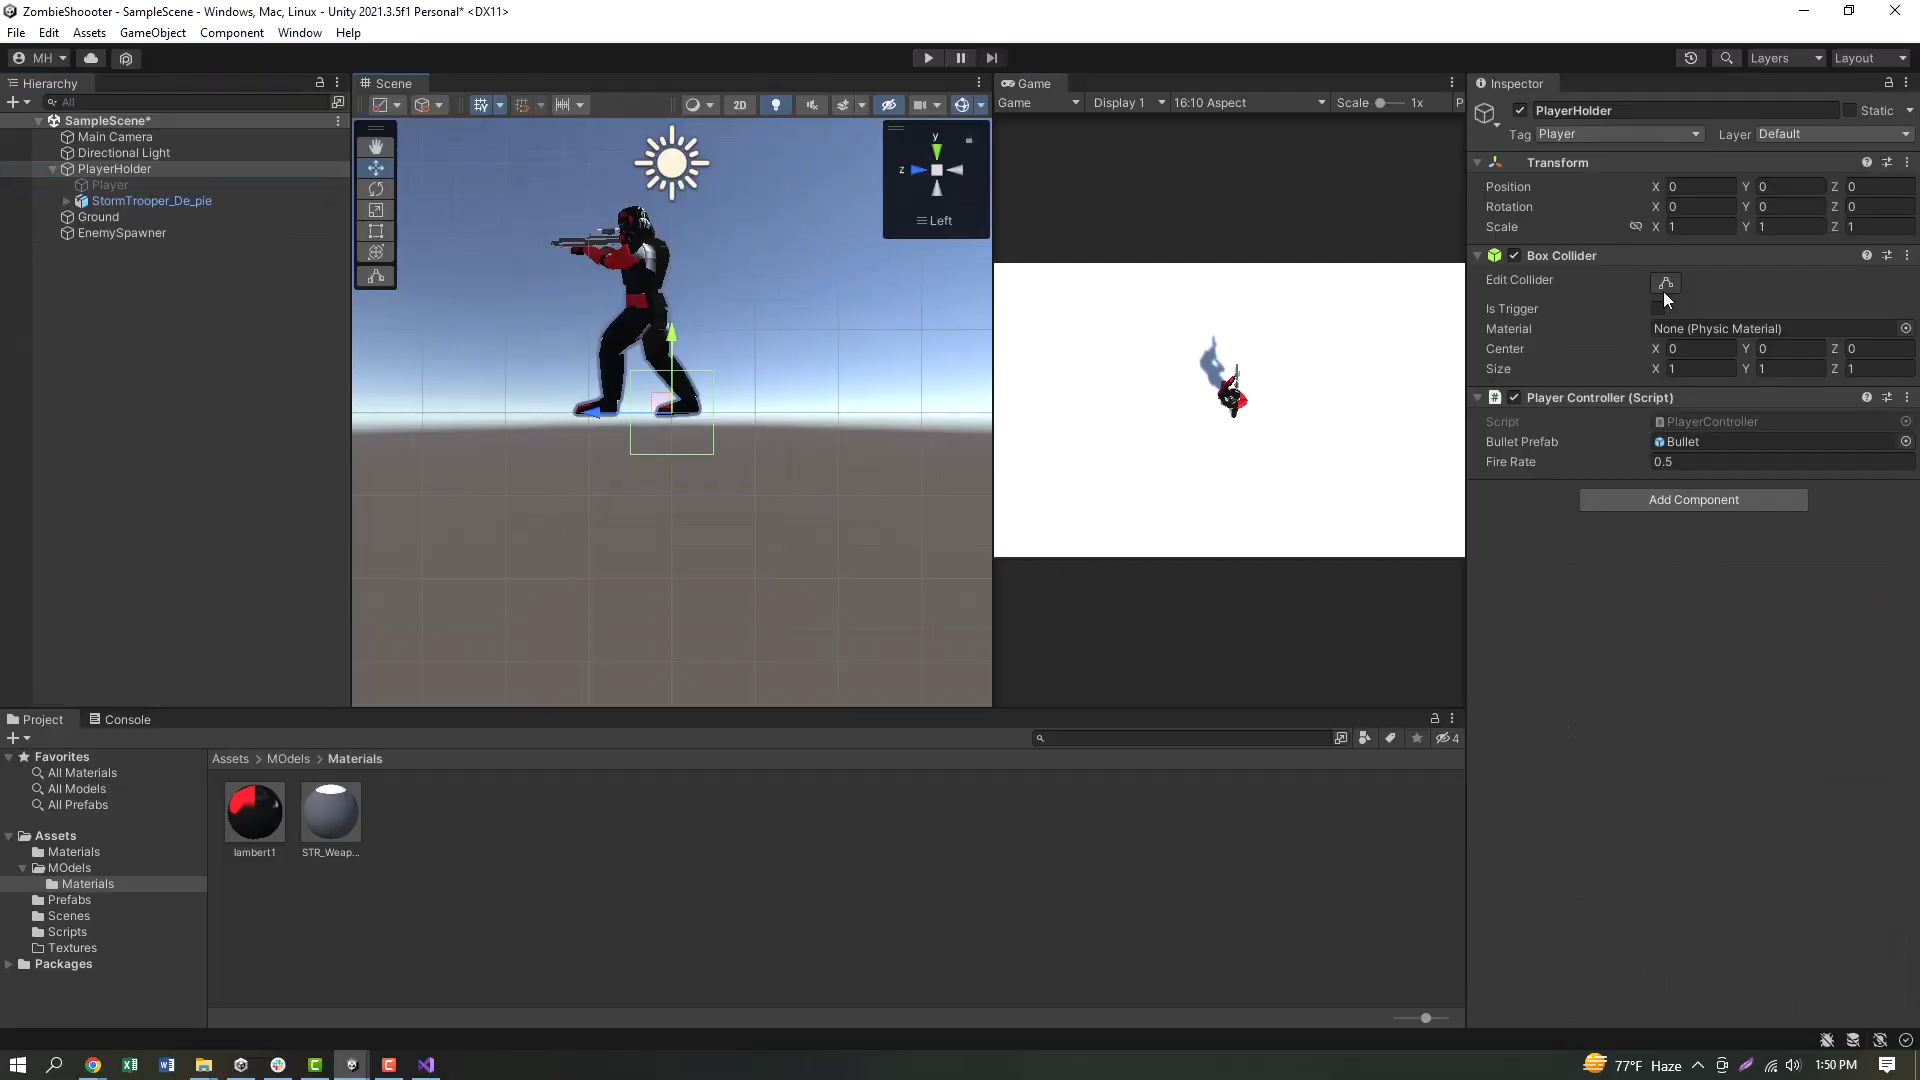 ZombieShoooter - SampleScene - Windows, Mac, Linux - Unity 2021.3.5f1 Personal* <DX11>
File Edit Assets GameObject Component Window Help
MH Layers Layout
Hierarchy
All
SampleScene*
Main Camera
Directional Light
PlayerHolder
Player
StormTrooper_De_pie
Ground
EnemySpawner
Scene
2D
y
z
Left
Game
Game Display 1 16:10 Aspect Scale 1x P
Inspector
PlayerHolder Static
Tag Player Layer Default
Transform
Position X 0 Y 0 Z 0
Rotation X 0 Y 0 Z 0
Scale X 1 Y 1 Z 1
Box Collider
Edit Collider
Is Trigger
Material None (Physic Material)
Center X 0 Y 0 Z 0
Size X 1 Y 1 Z 1
# Player Controller (Script)
Script PlayerController
Bullet Prefab Bullet
Fire Rate 0.5
Add Component
Project Console
4
Favorites
All Materials
All Models
All Prefabs
Assets
Materials
MOdels
Materials
Prefabs
Scenes
Scripts
Textures
Packages
Assets > MOdels > Materials
lambert1 STR_Weap...
77°F Haze 1:50 PM